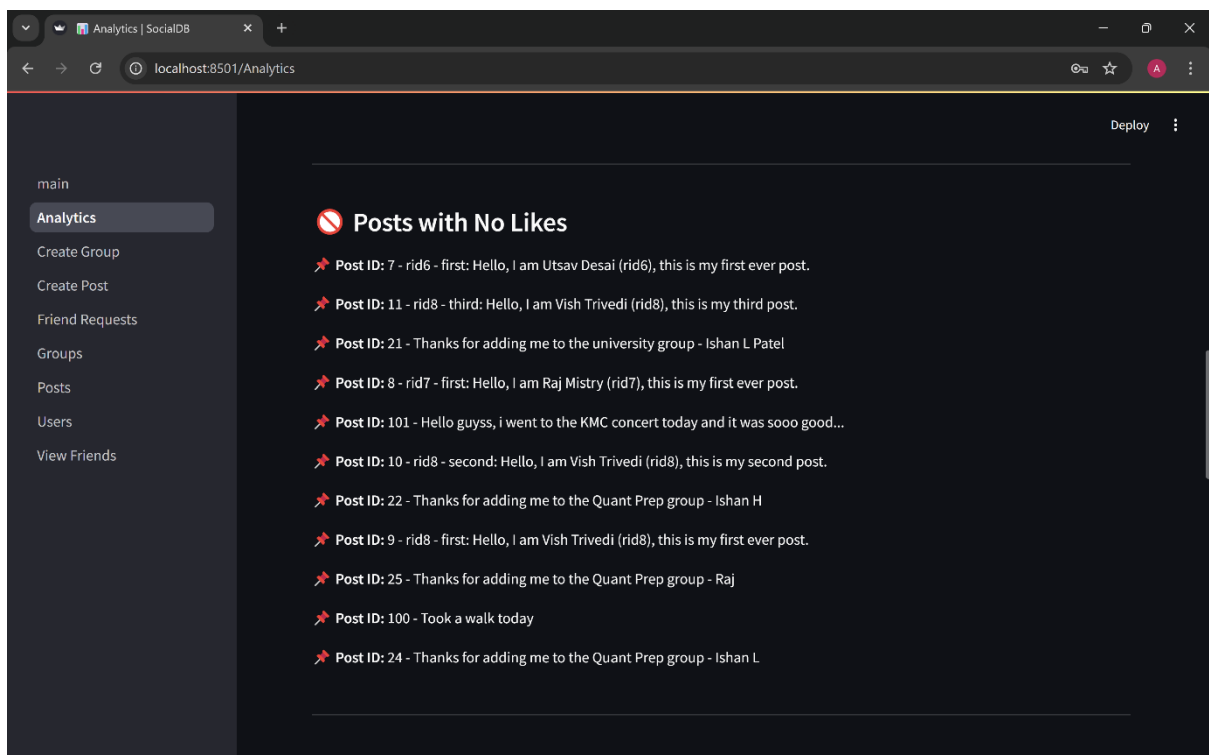 Analytics | SocialDB
localhost:8501/Analytics
A
Deploy
main
Analytics
Create Group
Create Post
Friend Requests
Groups
Posts
Users
View Friends
Posts with No Likes
Post ID: 7 - rid6 - first: Hello, I am Utsav Desai (rid6), this is my first ever post.
Post ID: 11 - rid8 - third: Hello, I am Vish Trivedi (rid8), this is my third post.
Post ID: 21 - Thanks for adding me to the university group - Ishan L Patel
Post ID: 8 - rid7 - first: Hello, I am Raj Mistry (rid7), this is my first ever post.
Post ID: 101 - Hello guyss, i went to the KMC concert today and it was sooo good...
Post ID: 10 - rid8 - second: Hello, I am Vish Trivedi (rid8), this is my second post.
Post ID: 22 - Thanks for adding me to the Quant Prep group - Ishan H
Post ID: 9 - rid8 - first: Hello, I am Vish Trivedi (rid8), this is my first ever post.
Post ID: 25 - Thanks for adding me to the Quant Prep group - Raj
Post ID: 100 - Took a walk today
Post ID: 24 - Thanks for adding me to the Quant Prep group - Ishan L